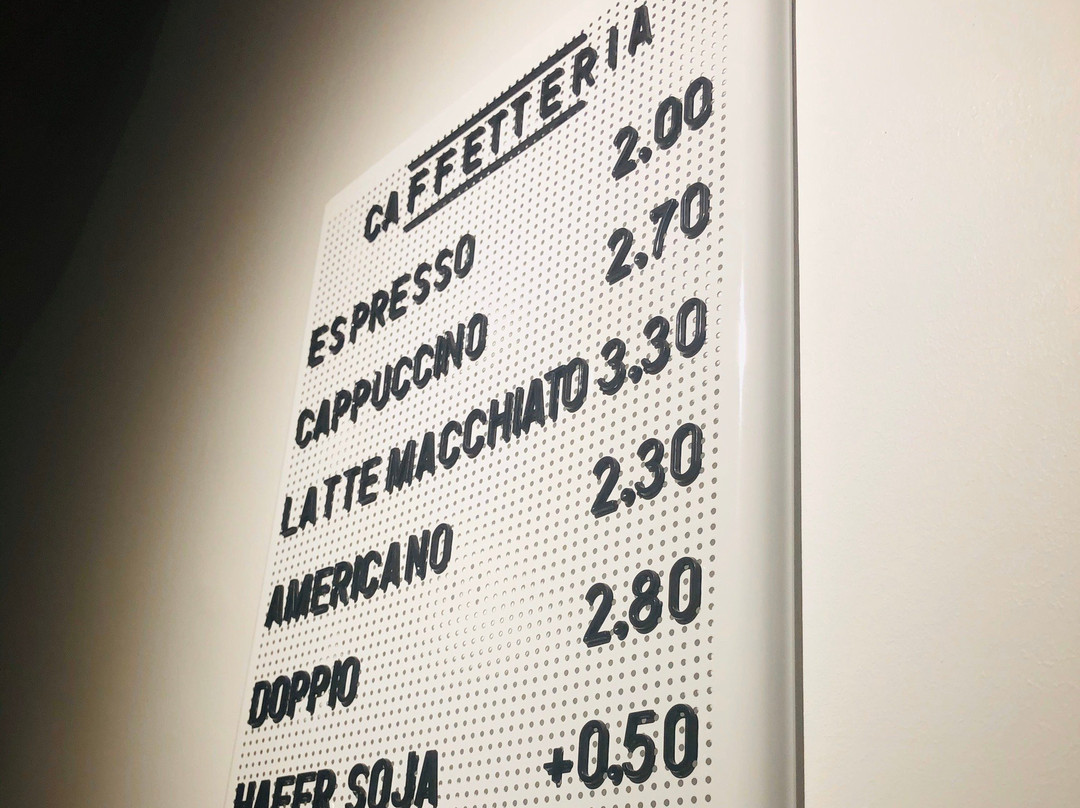 CAFFETTERIA
ESPRESSO 2.00
CAPPUCCINO 2.70
LATTE MACCHIATO 3.30
AMERICANO 2.30
DOPPIO 2.80
HAFER SOJA +0.50